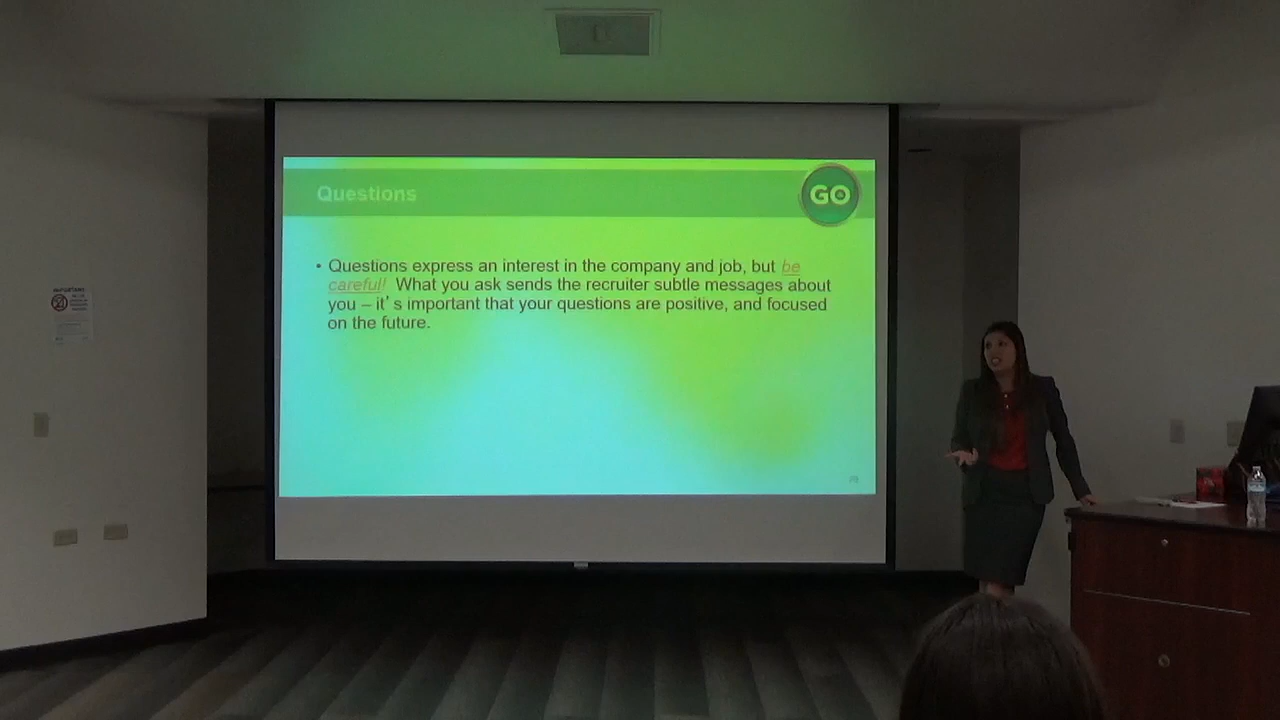 Questions
GO
• Questions express an interest in the company and job, but be
careful! What you ask sends the recruiter subtle messages about
you – it's important that your questions are positive, and focused
on the future.
IMPORTANT